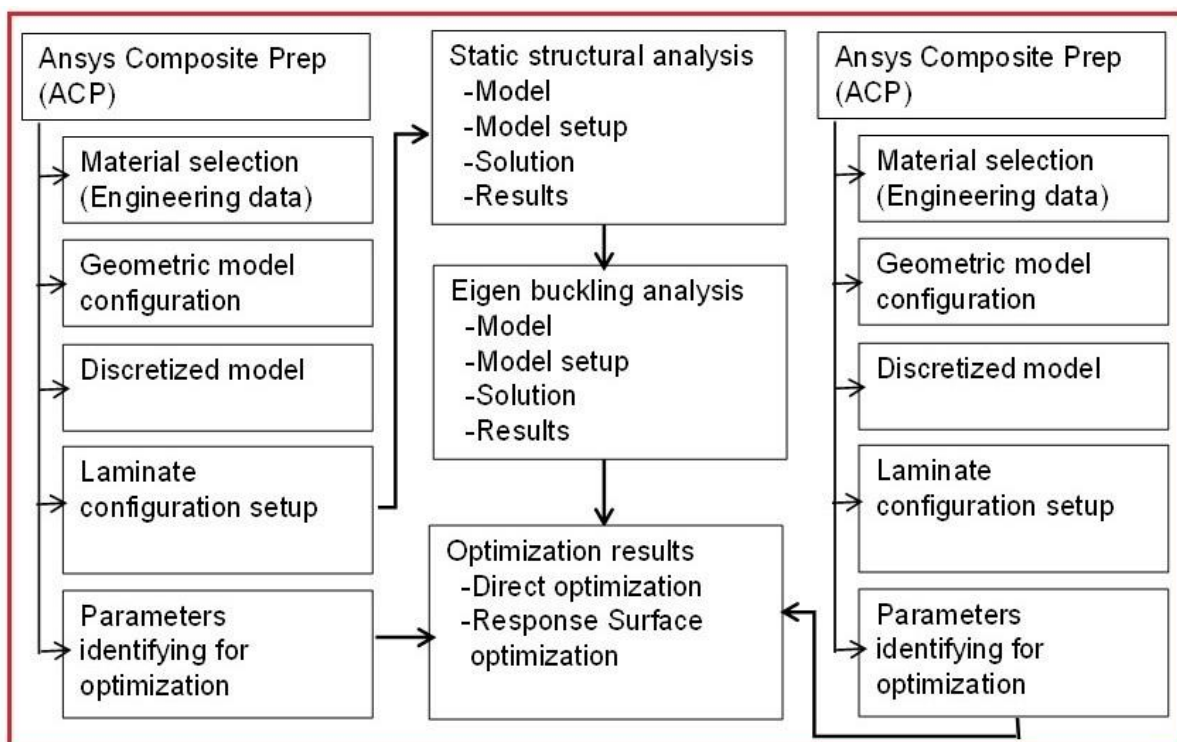 Ansys Composite Prep
(ACP)
Material selection
(Engineering data)
Geometric model
configuration
Discretized model
Laminate
configuration setup
Parameters
identifying for
optimization
Static structural analysis
-Model
-Model setup
-Solution
-Results
Eigen buckling analysis
-Model
-Model setup
-Solution
-Results
Optimization results
-Direct optimization
-Response Surface
optimization
Ansys Composite Prep
(ACP)
Material selection
(Engineering data)
Geometric model
configuration
Discretized model
Laminate
configuration setup
Parameters
identifying for
optimization